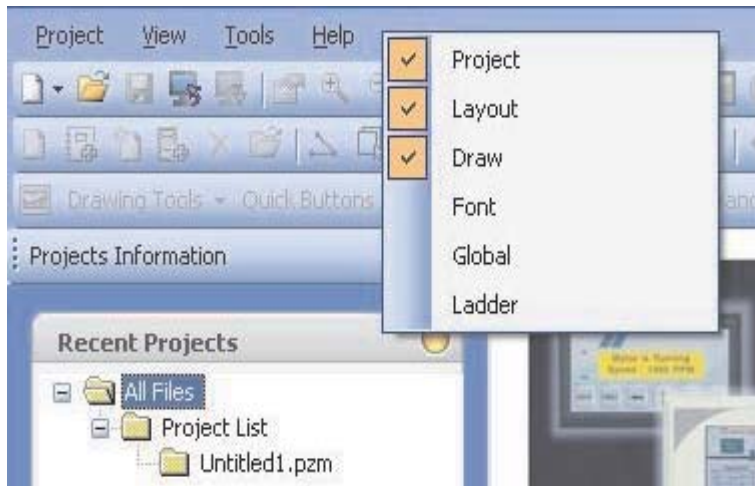 Project View Tools Help
Project
Layout
Draw
Font
Global
Ladder
Drawing Tools Quick Buttons
Projects Information
Recent Projects
All Files
Project List
Untitled1.pzm